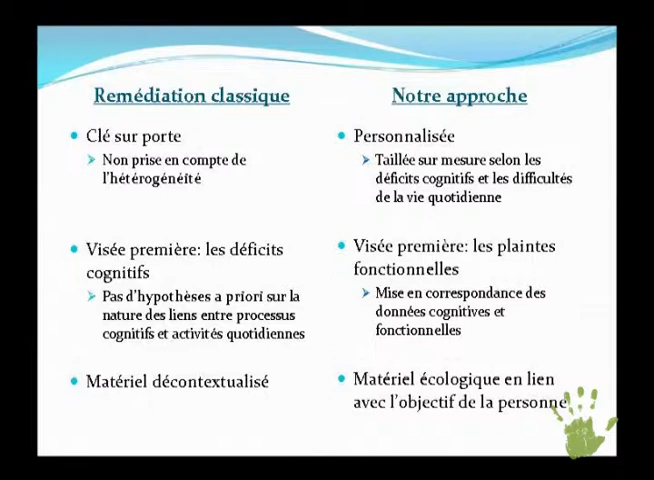 Remédiation classique
Clé sur porte
Non prise en compte de
l'hétérogénéité
Visée première: les déficits
cognitifs
Pas d'hypothèses a priori sur la
nature des liens entre processus
cognitifs et activités quotidiennes
Matériel décontextualisé
Notre approche
Personnalisée
Taillée sur mesure selon les
déficits cognitifs et les difficultés
de la vie quotidienne
Visée première: les plaintes
fonctionnelles
Mise en correspondance des
données cognitives et
fonctionnelles
Matériel écologique en lien
avec l'objectif de la personne